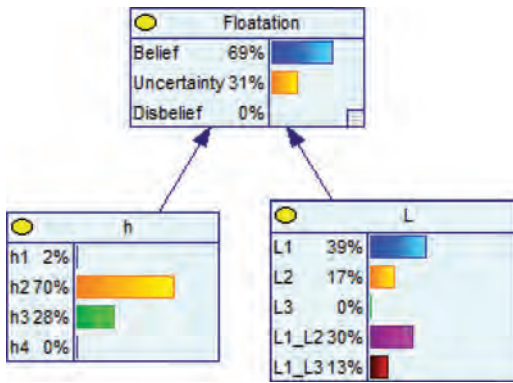 Floatation
Belief 69%
Uncertainty 31%
Disbelief 0%
h
h1 2%
h2 70%
h3 28%
h4 0%
L
L1 39%
L2 17%
L3 0%
L1_L2 30%
L1_L3 13%